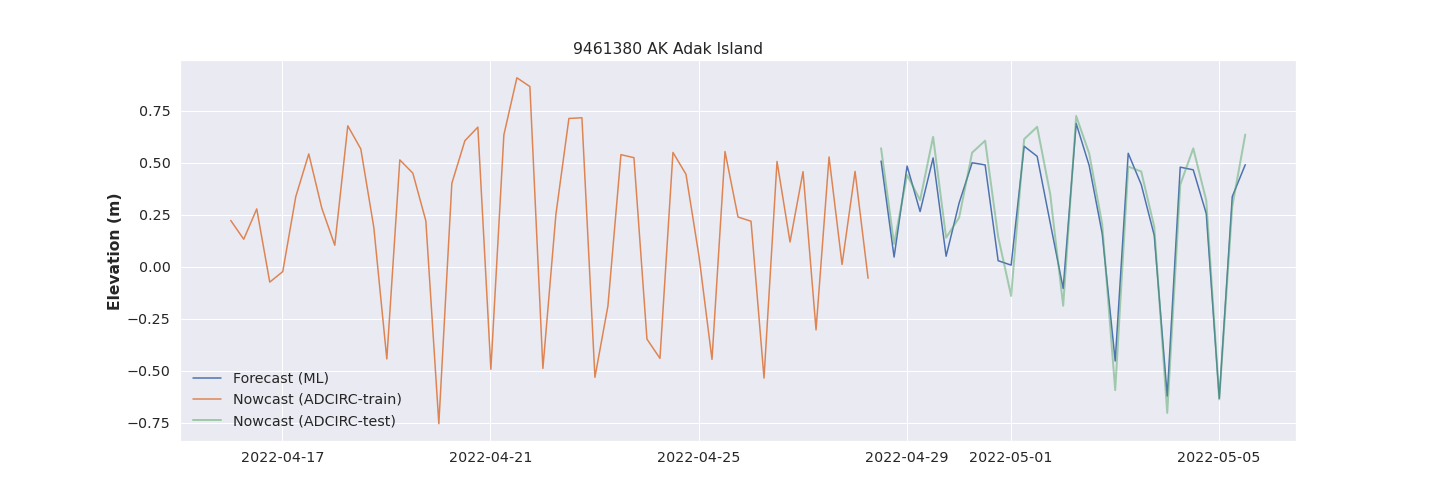 9461380 AK Adak Island
Elevation (m)
0.75
0.50
0.25
0.00
−0.25
−0.50
−0.75
Forecast (ML)
Nowcast (ADCIRC-train)
Nowcast (ADCIRC-test)
2022-04-17 2022-04-21 2022-04-25 2022-04-29 2022-05-01 2022-05-05